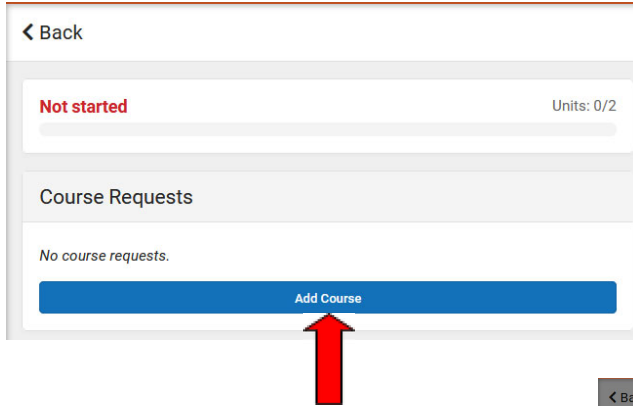 Back
Not started
Units: 0/2
Course Requests
No course requests.
Add Course